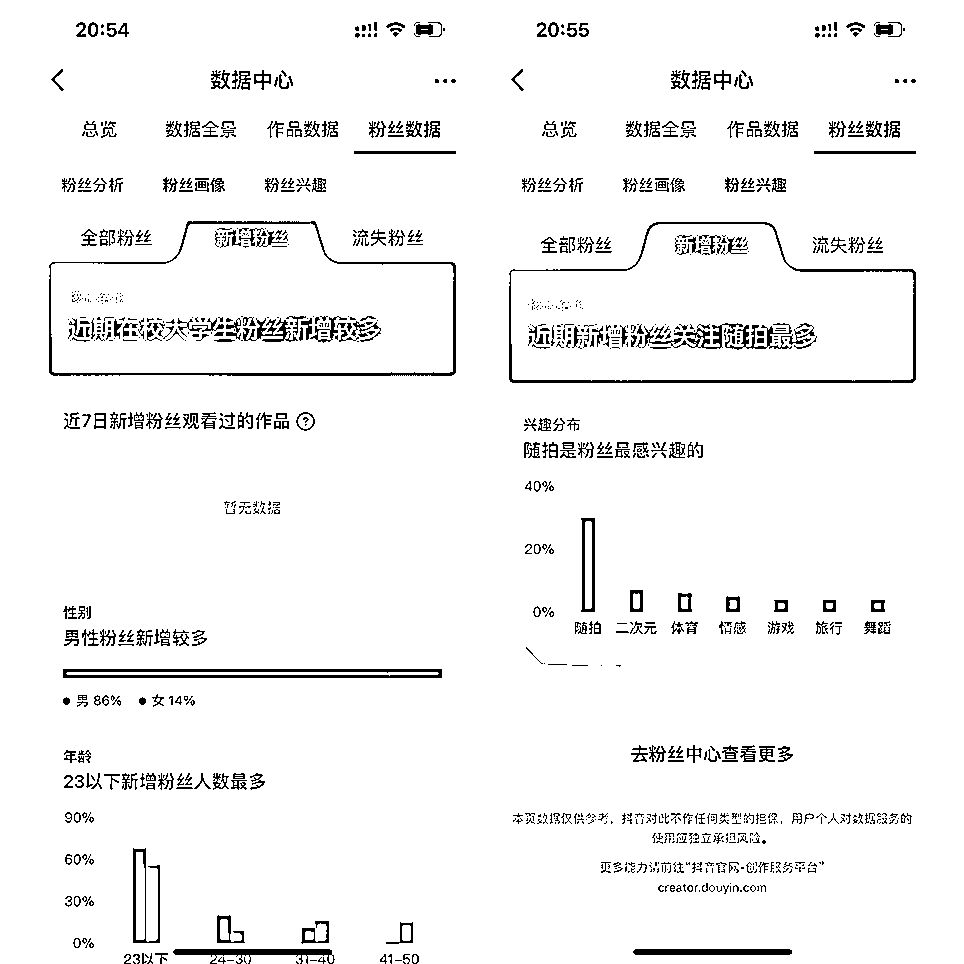 20:54
数据中心
总览 数据全景 作品数据 粉丝数据
粉丝分析 粉丝画像 粉丝兴趣
全部粉丝 新增粉丝 流失粉丝
近期在校大学生粉丝新增较多
近7日新增粉丝观看过的作品 ?
暂无数据
性别
男性粉丝新增较多
男 86% 女 14%
年龄
23以下新增粉丝人数最多
90%
60%
30%
0%
23以下 24-30 31-40 41-50
20:55
数据中心
总览 数据全景 作品数据 粉丝数据
粉丝分析 粉丝画像 粉丝兴趣
全部粉丝 新增粉丝 流失粉丝
近期新增粉丝关注随拍最多
兴趣分布
随拍是粉丝最感兴趣的
40%
20%
0%
随拍 二次元 体育 情感 游戏 旅行 舞蹈
去粉丝中心查看更多
本页数据仅供参考，抖音对此不作任何类型的担保，用户个人对数据服务的
使用应独立承担风险。
更多能力请前往“抖音官网-创作服务平台”
creator.douyin.com